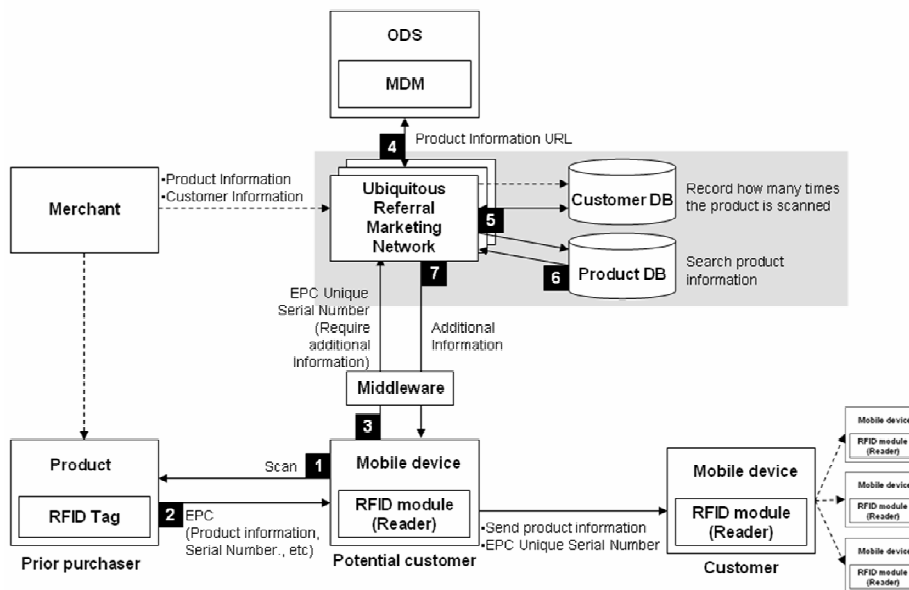 ODS
MDM
4
Product Information URL
Merchant
•Product Information
•Customer Information
Ubiquitous
Referral
Marketing
Network
5
7
Customer DB
Record how many times
the product is scanned
Product DB
6
Search product
information
EPC Unique
Serial Number
(Require
additional
Information)
Additional
Information
Middleware
3
Product
RFID Tag
Prior purchaser
Scan
1
2
EPC
(Product information,
Serial Number., etc)
Mobile device
RFID module
(Reader)
Potential customer
•Send product information
•EPC Unique Serial Number
Mobile device
RFID module
(Reader)
Customer
Mobile device
RFID module
(Reader)
Mobile device
RFID module
(Reader)
Mobile device
RFID module
(Reader)